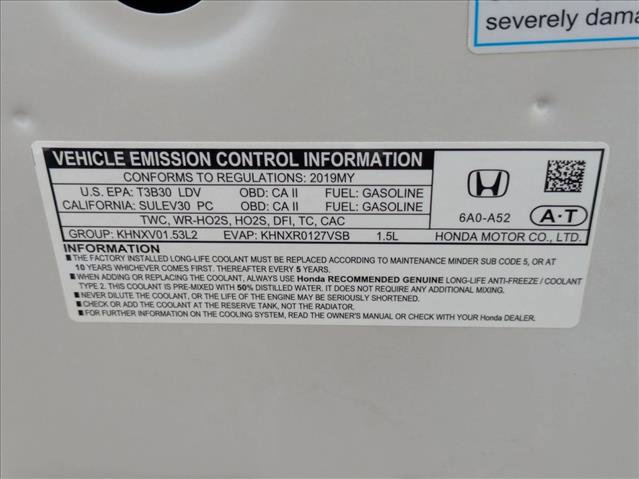 severely dama
VEHICLE EMISSION CONTROL INFORMATION
CONFORMS TO REGULATIONS: 2019MY
U.S. EPA: T3B30 LDV OBD: CA II FUEL: GASOLINE
CALIFORNIA: SULEV30 PC OBD: CA II FUEL: GASOLINE
TWC, WR-HO2S, HO2S, DFI, TC, CAC
GROUP: KHNXV01.53L2 EVAP: KHNXR0127VSB 1.5L
6A0-A52
A·T
HONDA MOTOR CO., LTD.
INFORMATION
■ THE FACTORY INSTALLED LONG-LIFE COOLANT MUST BE REPLACED ACCORDING TO MAINTENANCE MINDER SUB CODE 5, OR AT
10 YEARS WHICHEVER COMES FIRST. THEREAFTER EVERY 5 YEARS.
■ WHEN ADDING OR REPLACING THE COOLANT, ALWAYS USE Honda RECOMMENDED GENUINE LONG-LIFE ANTI-FREEZE / COOLANT
TYPE 2. THIS COOLANT IS PRE-MIXED WITH 50% DISTILLED WATER. IT DOES NOT REQUIRE ANY ADDITIONAL MIXING.
■ NEVER DILUTE THE COOLANT, OR THE LIFE OF THE ENGINE MAY BE SERIOUSLY SHORTENED.
■ CHECK OR ADD THE COOLANT AT THE RESERVE TANK, NOT THE RADIATOR.
■ FOR FURTHER INFORMATION ON THE COOLING SYSTEM, READ THE OWNER'S MANUAL OR CHECK WITH YOUR Honda DEALER.